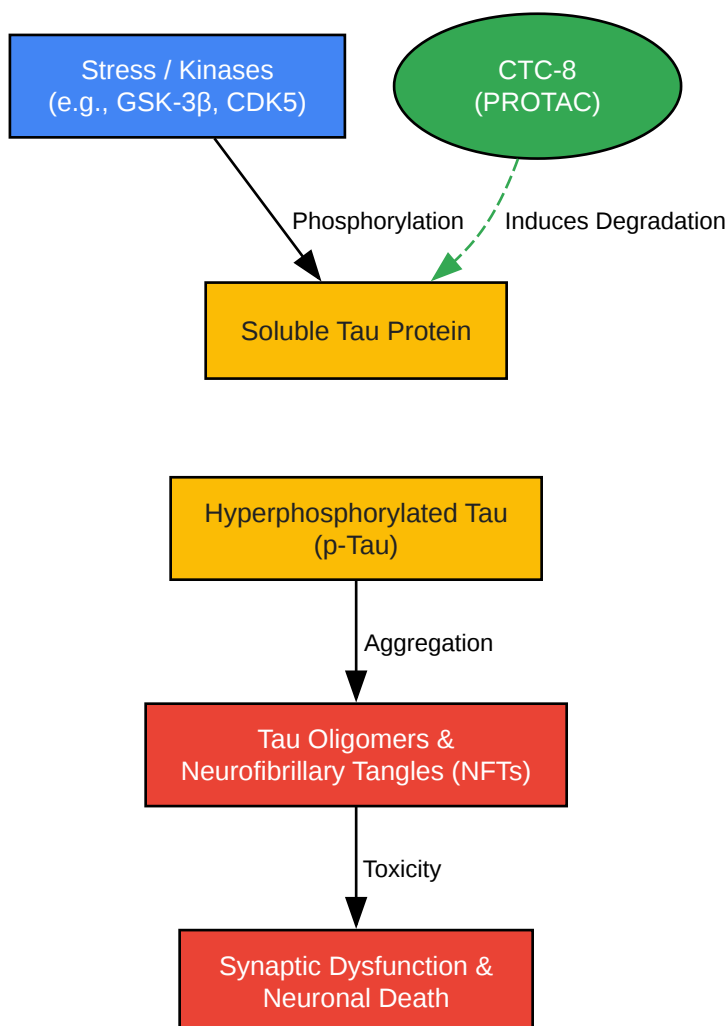 Stress / Kinases
(e.g., GSK-3β, CDK5)
CTC-8
(PROTAC)
Phosphorylation
Induces Degradation
Soluble Tau Protein
Hyperphosphorylated Tau
(p-Tau)
Aggregation
Tau Oligomers &
Neurofibrillary Tangles (NFTs)
Toxicity
Synaptic Dysfunction &
Neuronal Death